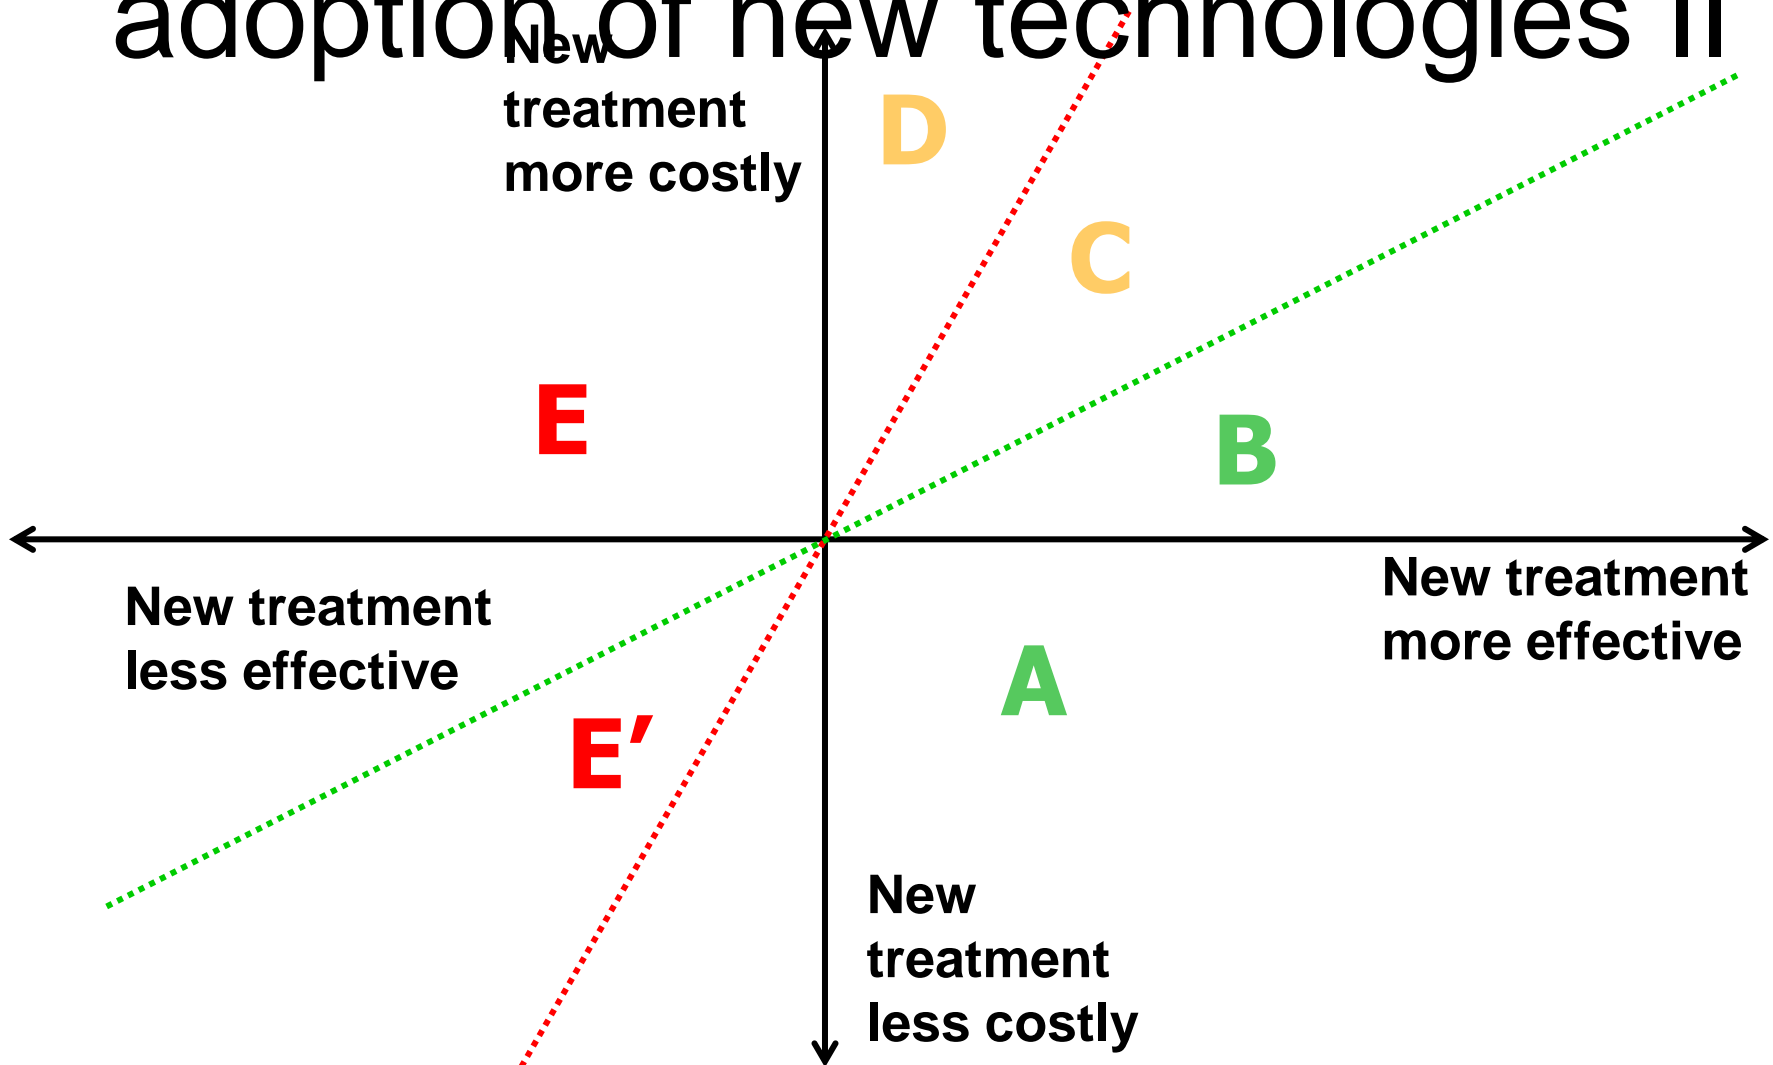 adoption of new technologies II
New
treatment
more costly
D
C
E
B
New treatment
less effective
New treatment
more effective
A
E’
New
treatment
less costly